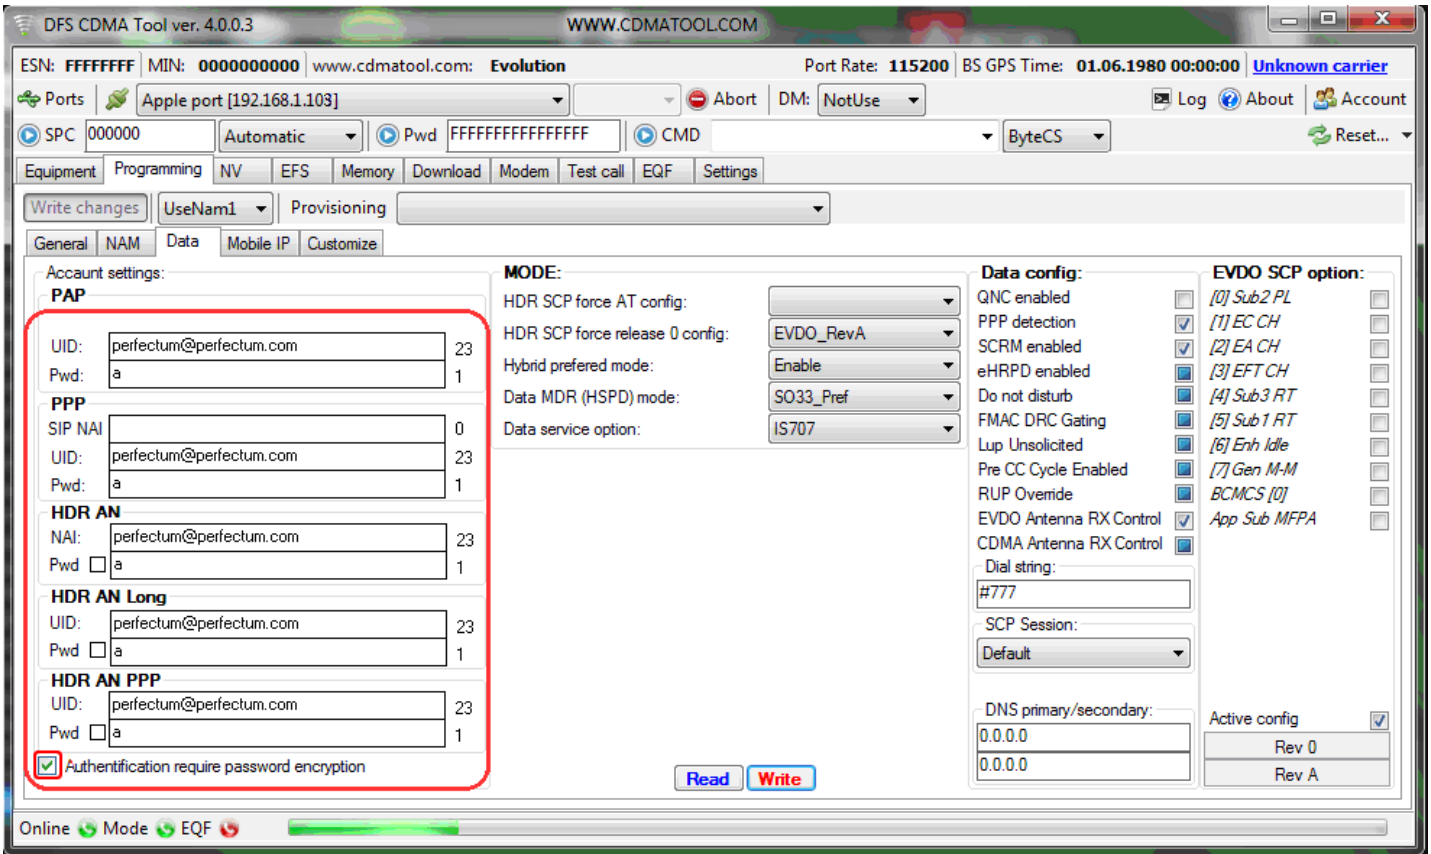 DFS CDMA Tool ver. 4.0.0.3 WWW.CDMATOOL.COM
ESN: FFFFFFFF MIN: 0000000000 www.cdmatool.com: Evolution Port Rate: 115200 BS GPS Time: 01.06.1980 00:00:00 Unknown carrier
Ports Apple port [192.168.1.103] Abort DM: NotUse Log About Account
SPC 000000 Automatic Pwd FFFFFFFFFFFFFFFF CMD ByteCS Reset...
Equipment Programming NV EFS Memory Download Modem Test call EQF Settings
Write changes UseNam1 Provisioning
General NAM Data Mobile IP Customize
Accaunt settings:
PAP
UID: perfectum@perfectum.com 23
Pwd: a 1
PPP
SIP NAI 0
UID: perfectum@perfectum.com 23
Pwd: a 1
HDR AN
NAI: perfectum@perfectum.com 23
Pwd a 1
HDR AN Long
UID: perfectum@perfectum.com 23
Pwd a 1
HDR AN PPP
UID: perfectum@perfectum.com 23
Pwd a 1
Authentification require password encryption
MODE:
HDR SCP force AT config:
HDR SCP force release 0 config: EVDO_RevA
Hybrid prefered mode: Enable
Data MDR (HSPD) mode: SO33_Pref
Data service option: IS707
Read Write
Data config:
QNC enabled
PPP detection
SCRM enabled
eHRPD enabled
Do not disturb
FMAC DRC Gating
Lup Unsolicited
Pre CC Cycle Enabled
RUP Override
EVDO Antenna RX Control
CDMA Antenna RX Control
Dial string:
#777
SCP Session:
Default
DNS primary/secondary:
0.0.0.0
0.0.0.0
EVDO SCP option:
[0] Sub2 PL
[1] EC CH
[2] EA CH
[3] EFT CH
[4] Sub3 RT
[5] Sub1 RT
[6] Enh Idle
[7] Gen M-M
BCMCS [0]
App Sub MFPA
Active config
Rev 0
Rev A
Online Mode EQF